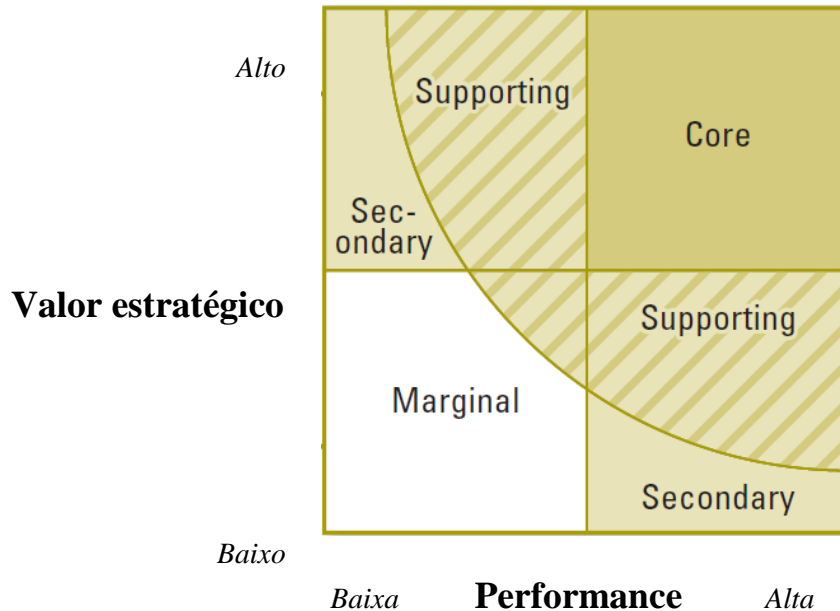 Alto
Supporting
Core
Sec-
ondary
Valor estratégico
Supporting
Marginal
Secondary
Baixo
Baixa Performance Alta